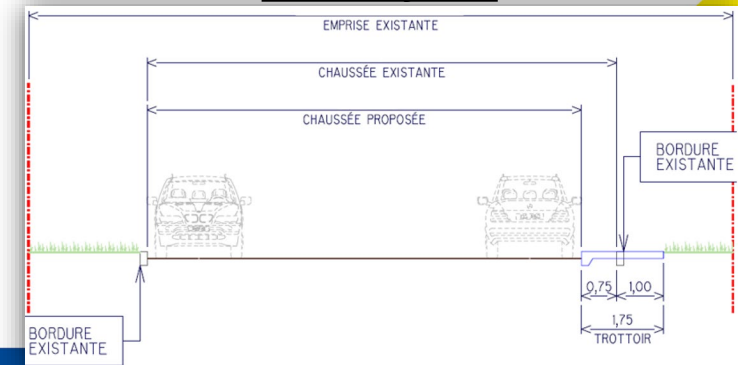 EMPRISE EXISTANTE
CHAUSSÉE EXISTANTE
CHAUSSÉE PROPOSÉE
BORDURE
EXISTANTE
0,75 1,00
1,75
TROTTOIR
BORDURE
EXISTANTE